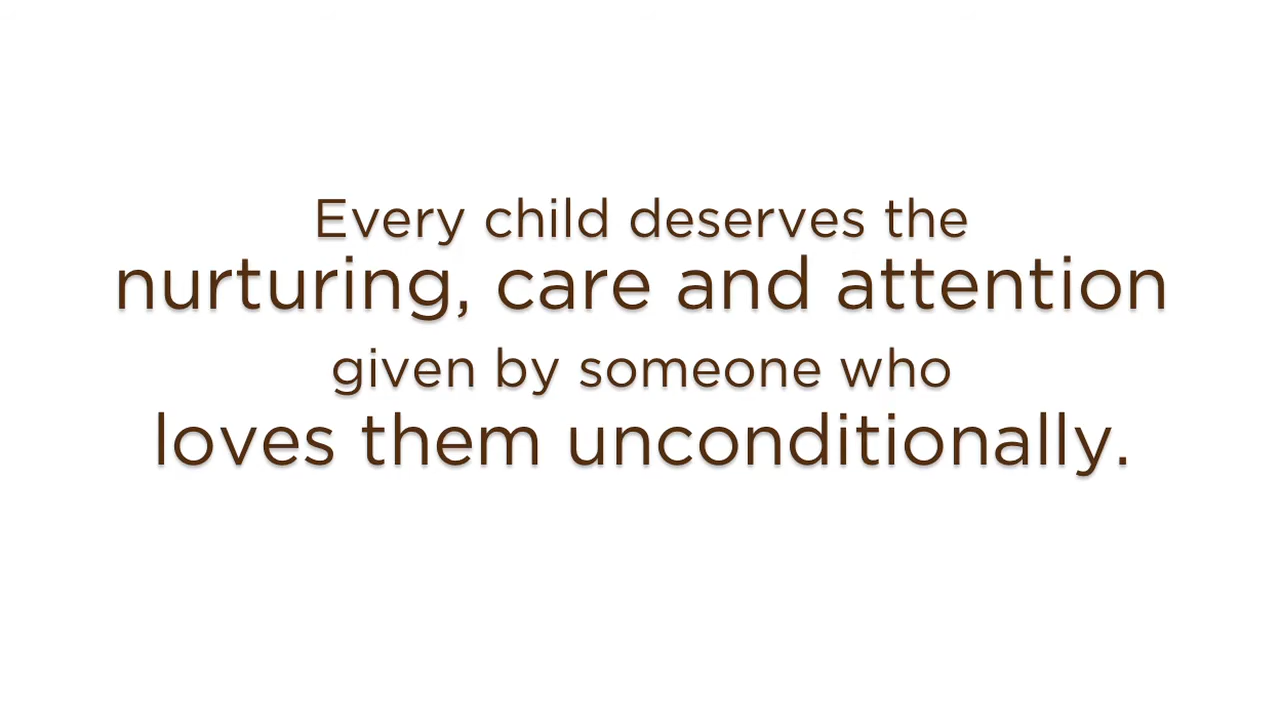 Every child deserves the
nurturing, care and attention
given by someone who
loves them unconditionally.